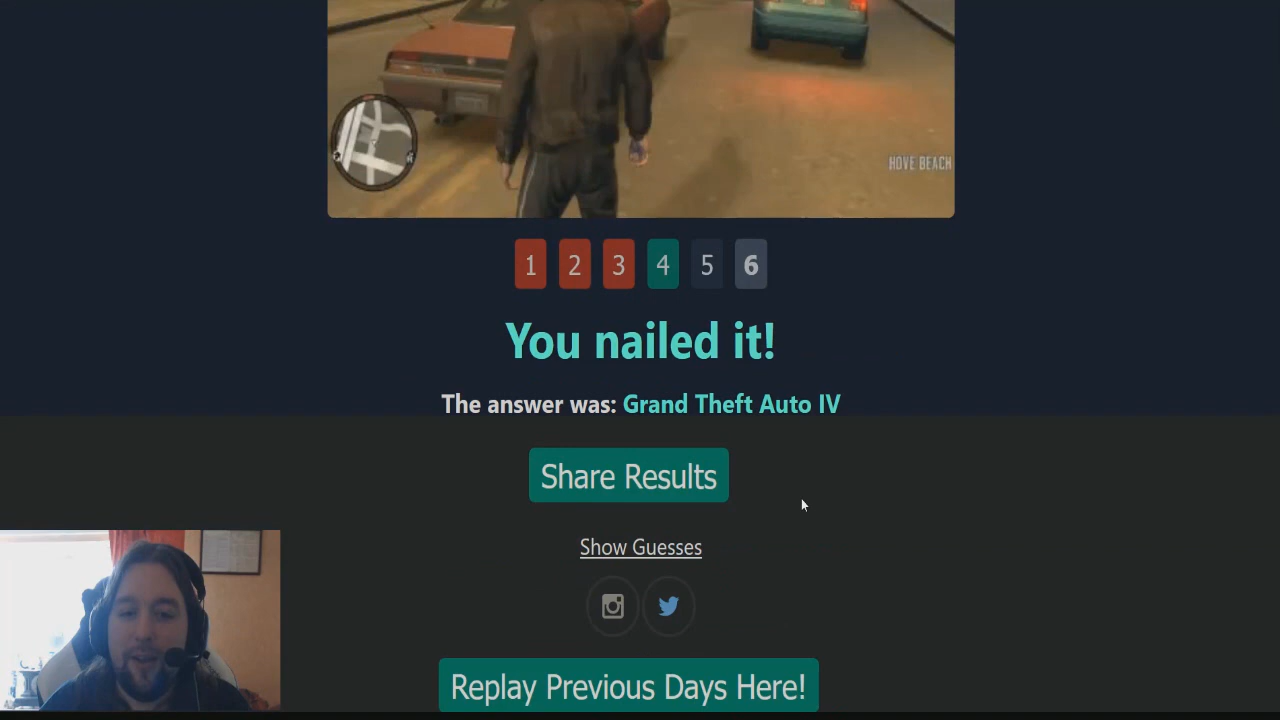 HOVE BEACH
1 2 3 4 5 6
You nailed it!
The answer was: Grand Theft Auto IV
Share Results
Show Guesses
Replay Previous Days Here!